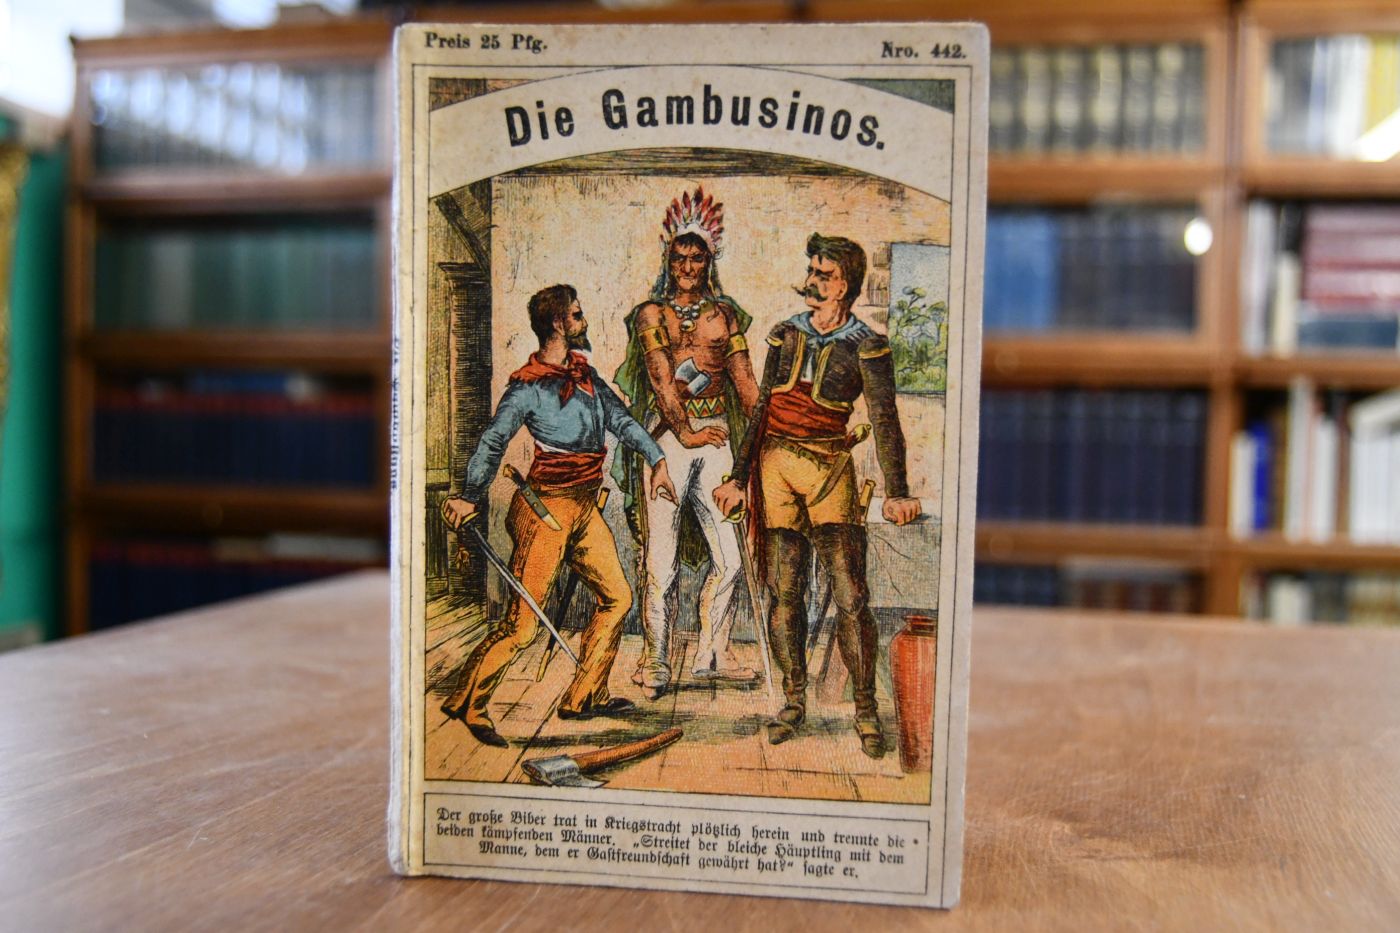 Preis 25 Pfg.
Nro. 442.
Die Gambusinos.
Der große Biber trat in Kriegstracht plötzlich herein und trennte die
beiden kämpfenden Männer. „Streitet der bleiche Häuptling mit dem
Manne, dem er Gastfreundschaft gewährt hat?“ sagte er.